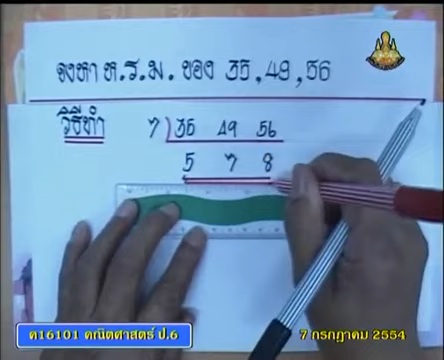 จงหา ห.ร.ม. ของ 35, 49, 56
วิธีทำ 7) 35 49 56
5 7 8
ค16101 คณิตศาสตร์ ป.6
7 กรกฎาคม 2554